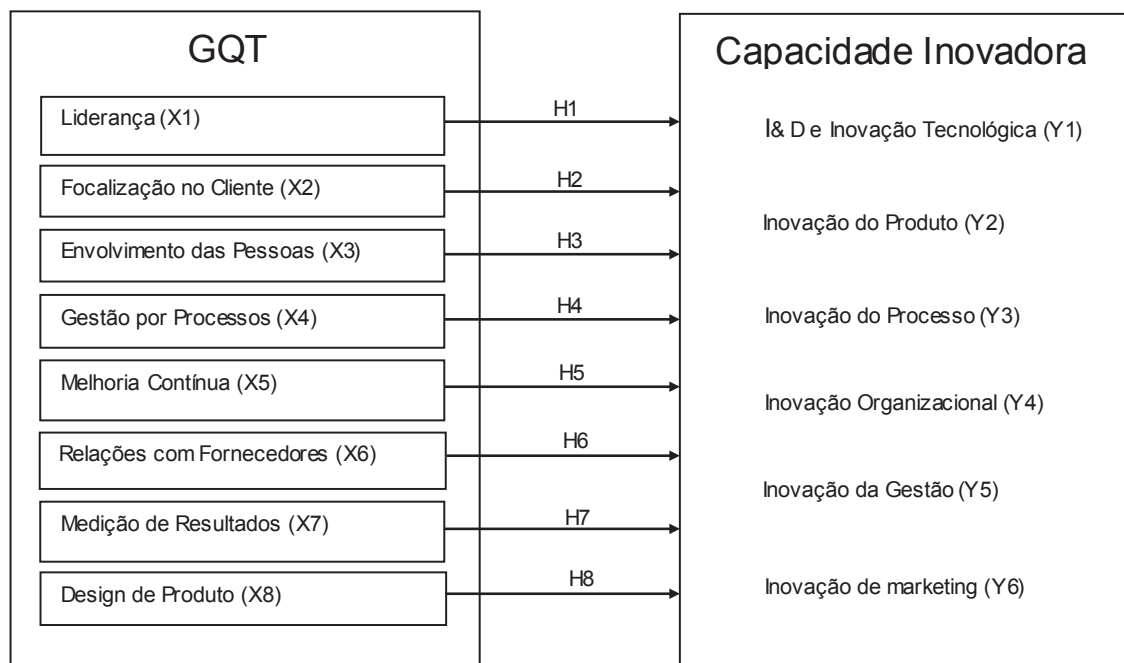 GQT
Liderança (X1)
Focalização no Cliente (X2)
Envolvimento das Pessoas (X3)
Gestão por Processos (X4)
Melhoria Contínua (X5)
Relações com Fornecedores (X6)
Medição de Resultados (X7)
Design de Produto (X8)
H1
H2
H3
H4
H5
H6
H7
H8
Capacidade Inovadora
I& D e Inovação Tecnológica (Y1)
Inovação do Produto (Y2)
Inovação do Processo (Y3)
Inovação Organizacional (Y4)
Inovação da Gestão (Y5)
Inovação de marketing (Y6)